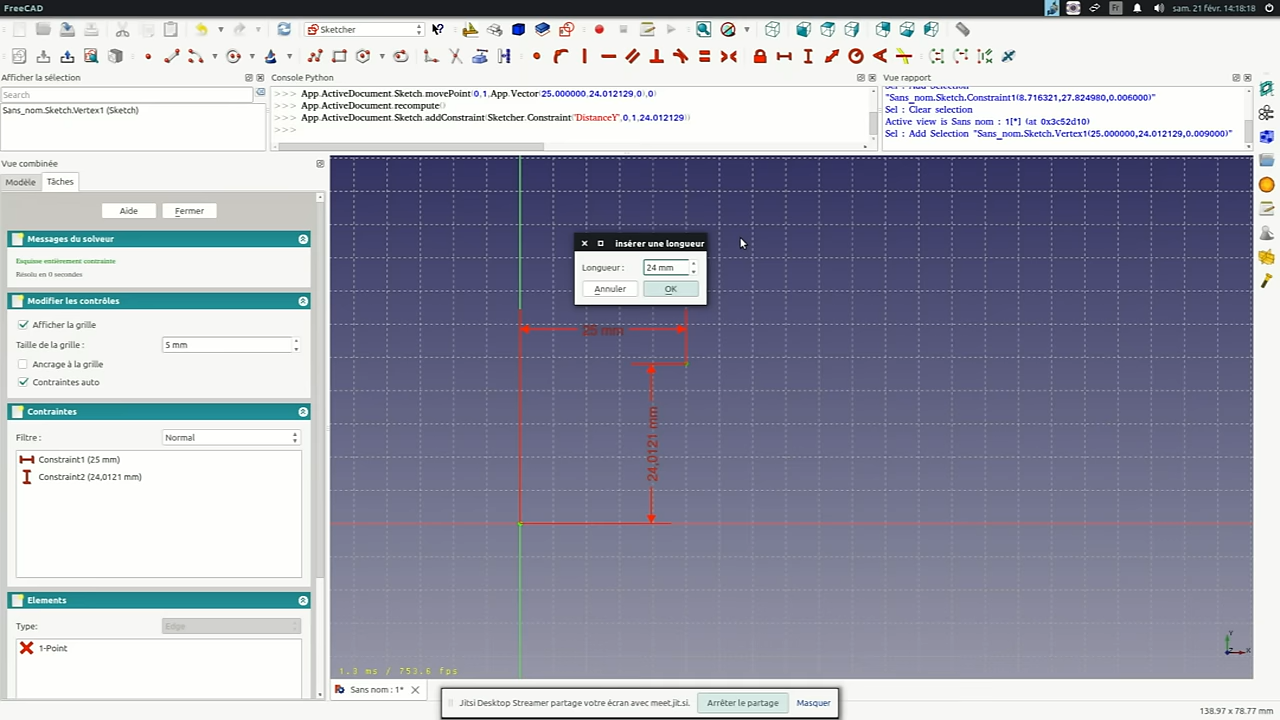 FreeCAD
Fr
sam. 21 févr. 14:18:18
Sketcher
Afficher la sélection
Search
Sans_nom.Sketch.Vertex1 (Sketch)
Console Python
>>> App.ActiveDocument.Sketch.movePoint(0,1,App.Vector(25.000000,24.012129,0),0)
>>> App.ActiveDocument.recompute()
>>> App.ActiveDocument.Sketch.addConstraint(Sketcher.Constraint('DistanceY',0,1,24.012129))
>>>
Vue rapport
"Sans_nom.Sketch.Constraint1(8.716321,27.824980,0.006000)"
Sel : Clear selection
Active view is Sans nom : 1[*] (at 0x3c52d10)
Sel : Add Selection "Sans_nom.Sketch.Vertex1(25.000000,24.012129,0.009000)"
Vue combinée
Modèle
Tâches
Aide
Fermer
Messages du solveur
Esquisse entièrement contrainte
Résolu en 0 secondes
Modifier les contrôles
Afficher la grille
Taille de la grille :
5 mm
Ancrage à la grille
Contraintes auto
Contraintes
Filtre :
Normal
Constraint1 (25 mm)
Constraint2 (24,0121 mm)
Elements
Type:
Edge
1-Point
insérer une longueur
Longueur :
24 mm
Annuler
OK
25 mm
24,0121 mm
1.3 ms / 753.6 fps
Y
X
Sans nom : 1*
Jitsi Desktop Streamer partage votre écran avec meet.jit.si.
Arrêter le partage
Masquer
138.97 x 78.77 mm